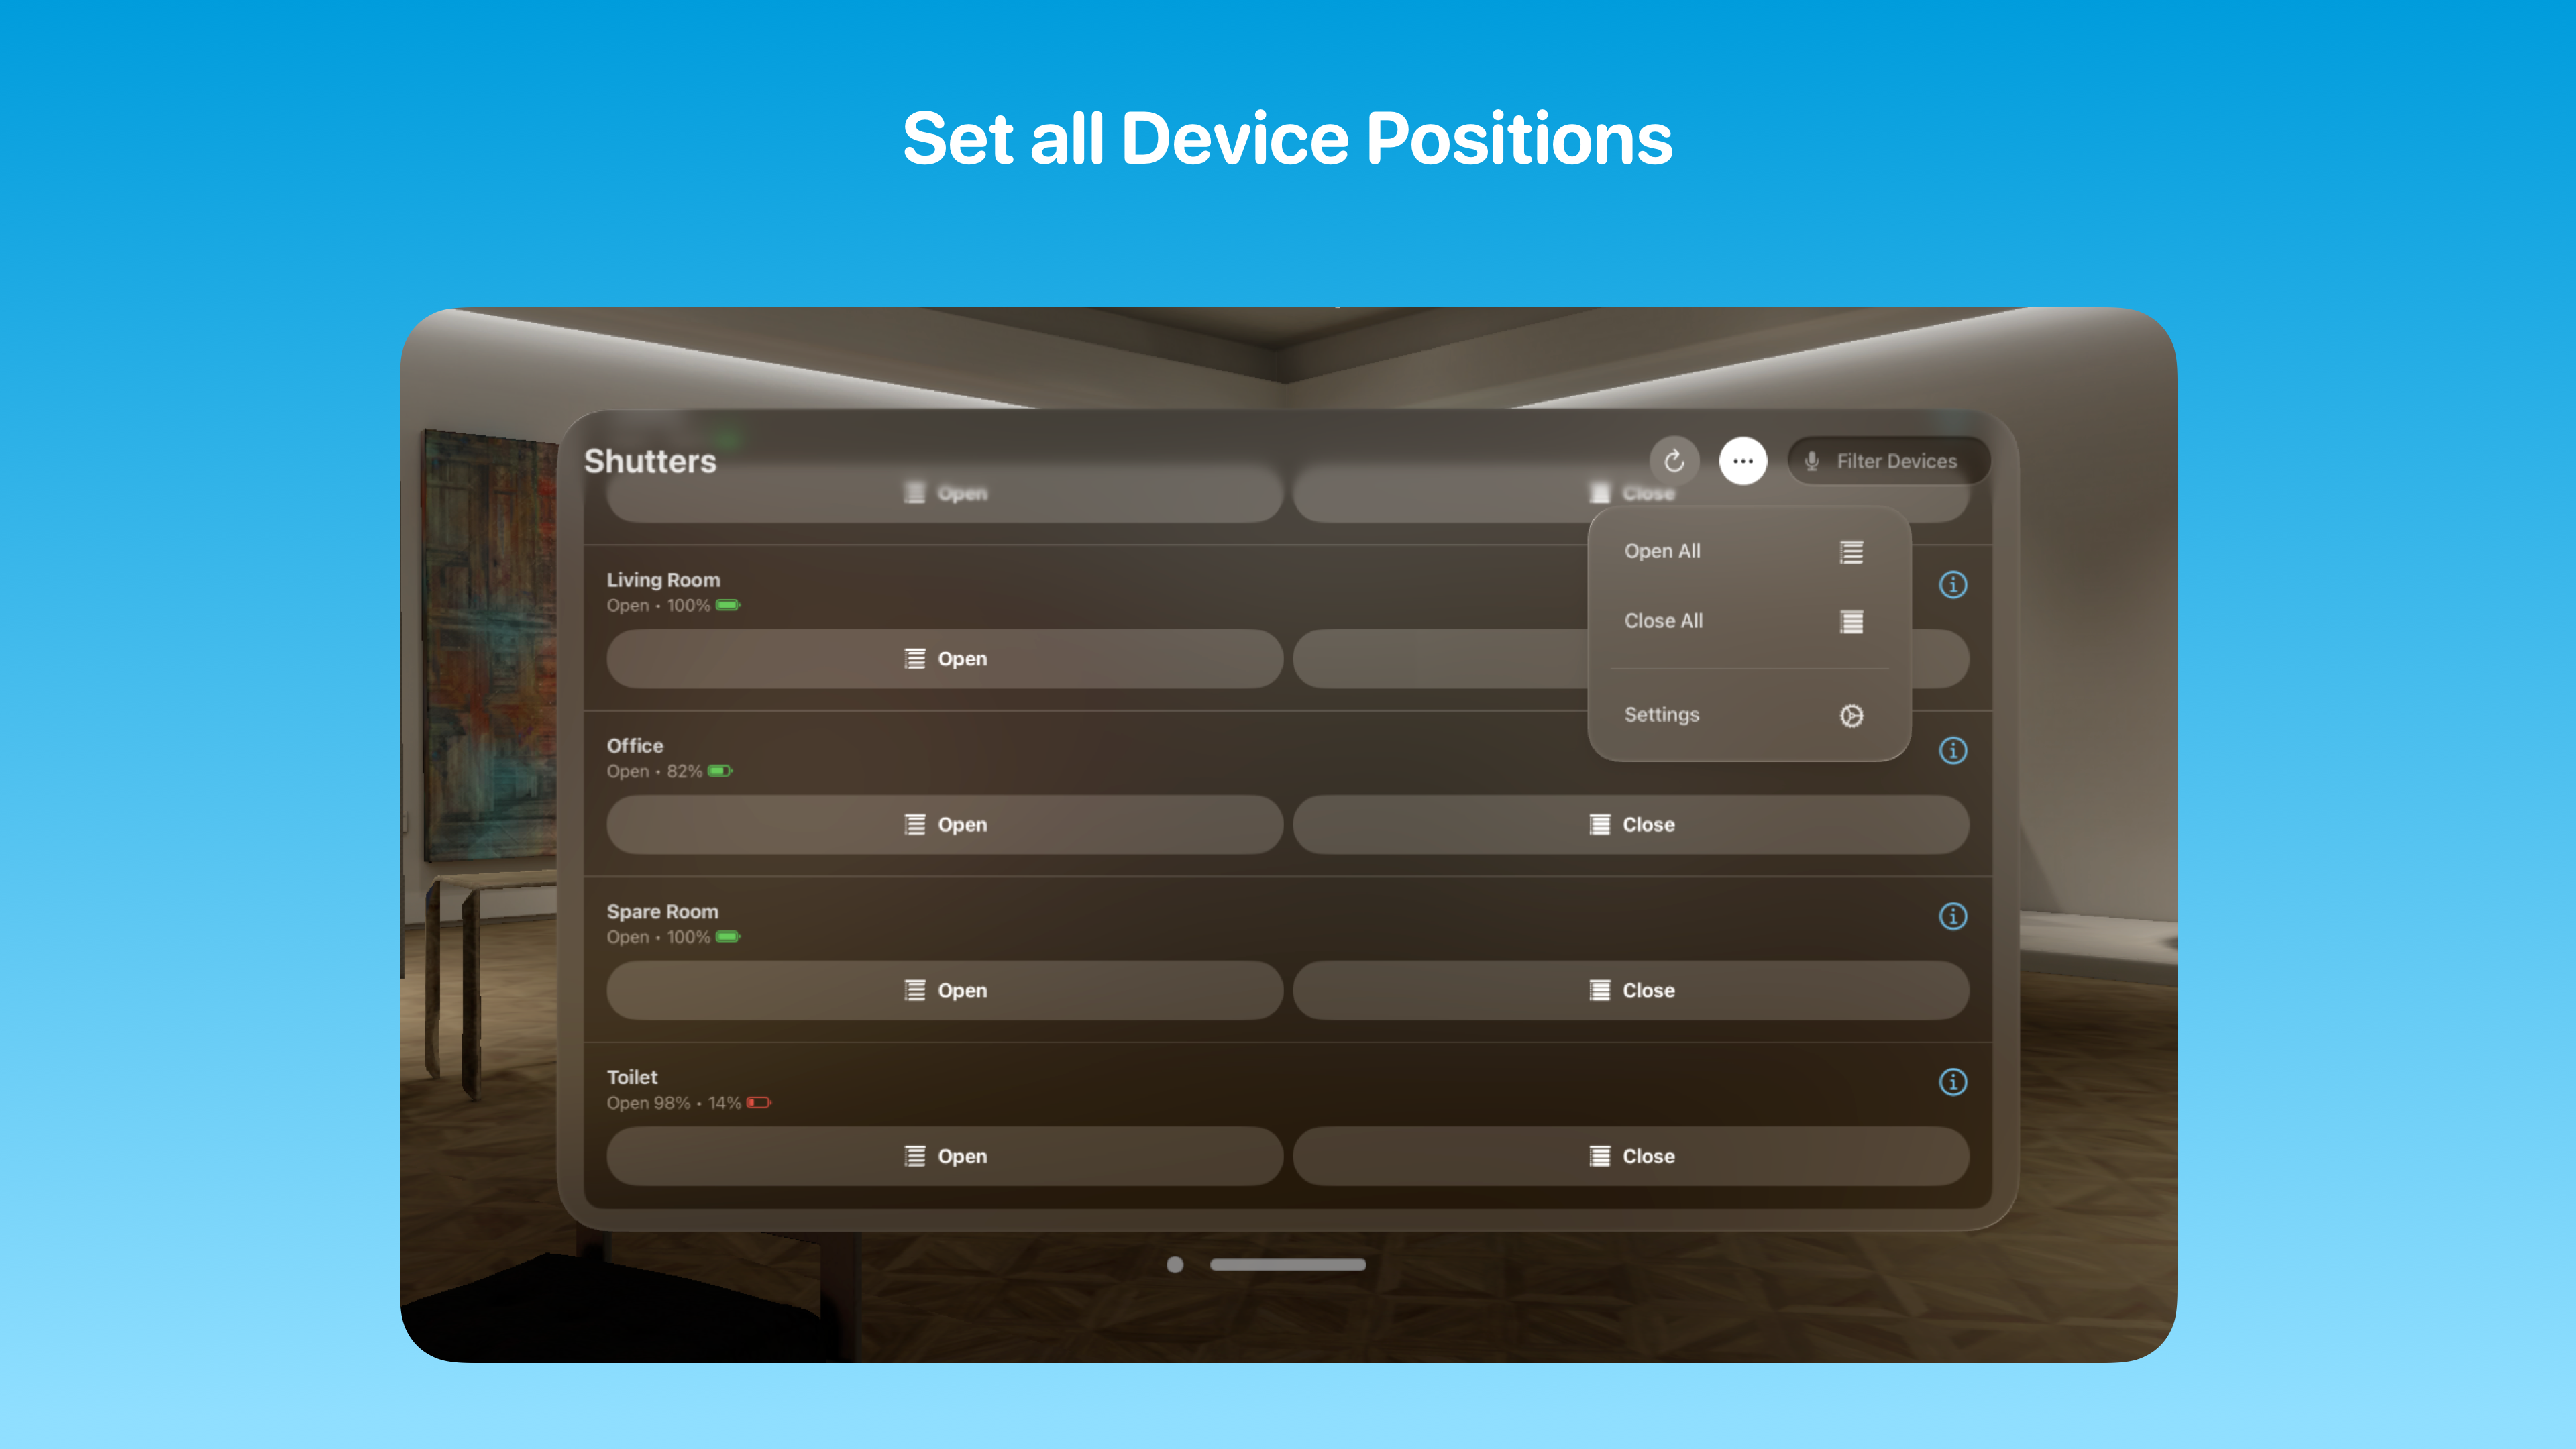 Set all Device Positions
Shutters
Filter Devices
Open
Close
Open All
Close All
Settings
Living Room
Open • 100%
Open
Office
Open • 82%
Open
Close
Spare Room
Open • 100%
Open
Close
Toilet
Open 98% • 14%
Open
Close